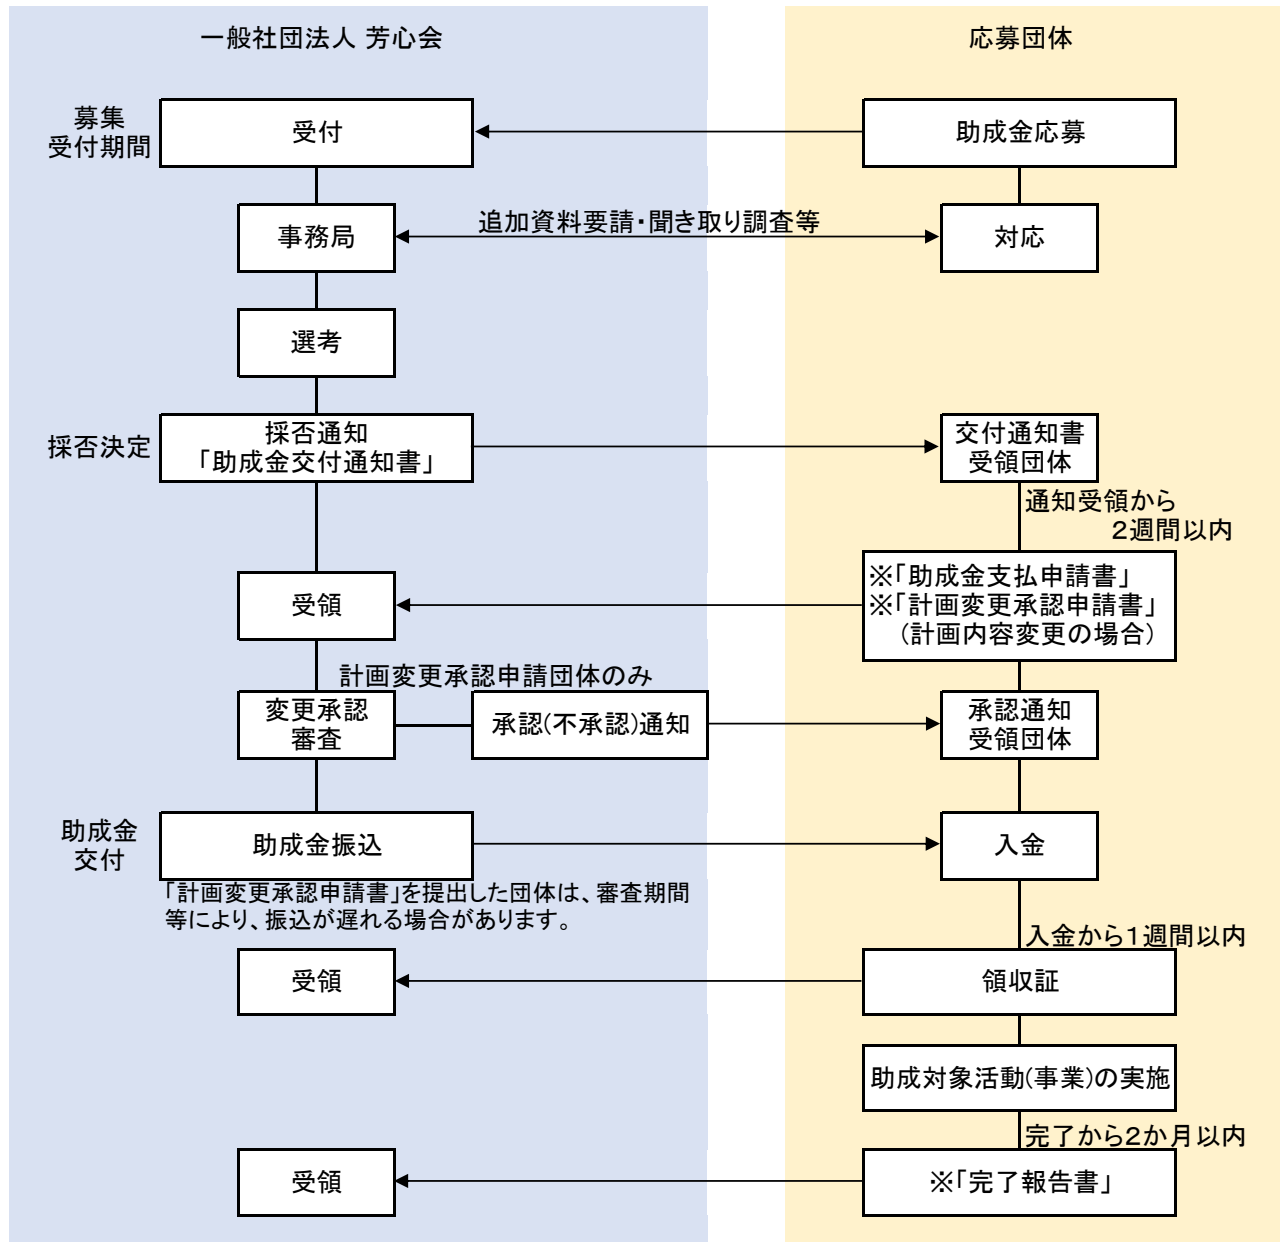 一般社団法人 芳心会
応募団体
募集
受付期間
受付
助成金応募
事務局
追加資料要請・聞き取り調査等
対応
選考
採否決定
採否通知
「助成金交付通知書」
交付通知書
受領団体
通知受領から
2週間以内
受領
※「助成金支払申請書」
※「計画変更承認申請書」
(計画内容変更の場合)
計画変更承認申請団体のみ
変更承認
審査
承認(不承認)通知
承認通知
受領団体
助成金
交付
助成金振込
入金
「計画変更承認申請書」を提出した団体は、審査期間
等により、振込が遅れる場合があります。
入金から1週間以内
受領
領収証
助成対象活動(事業)の実施
完了から2か月以内
受領
※「完了報告書」